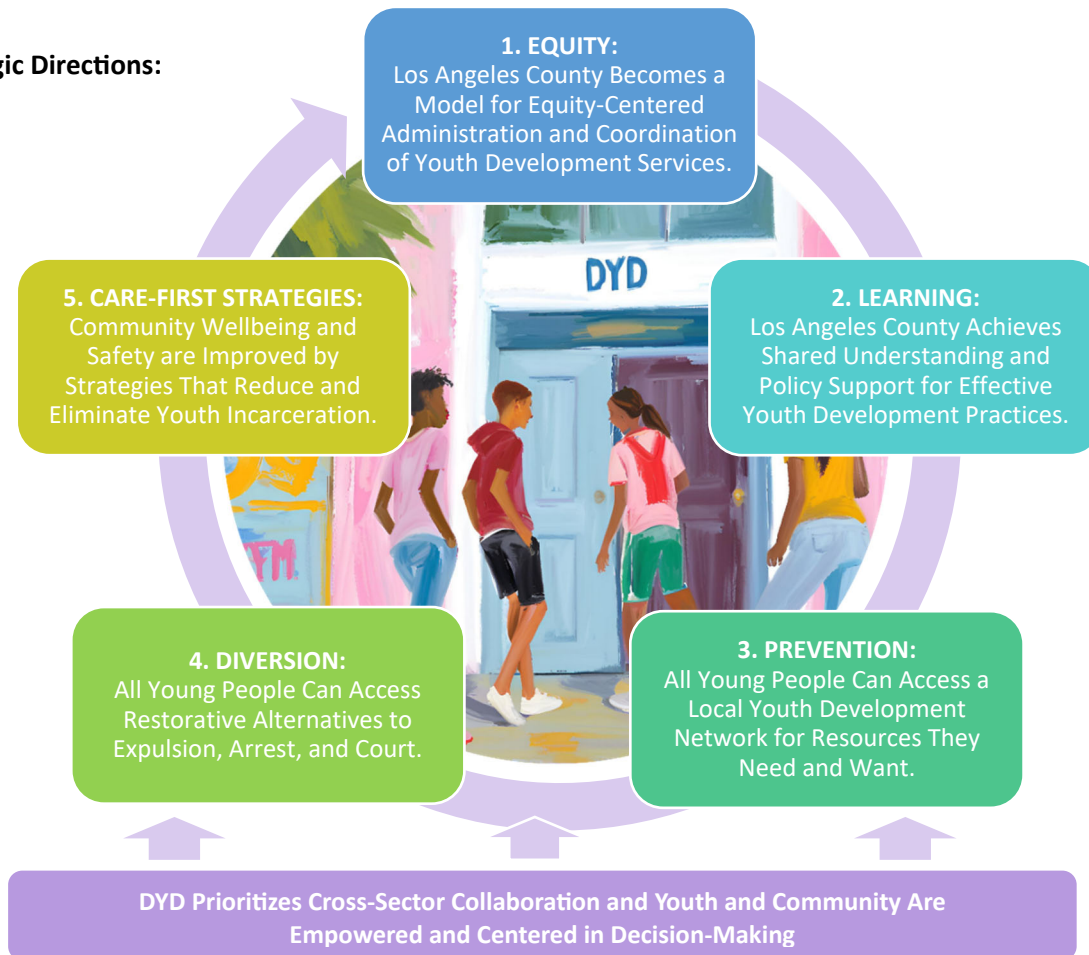 gic Directions:
1. EQUITY:
Los Angeles County Becomes a
Model for Equity-Centered
Administration and Coordination
of Youth Development Services.
DYD
5. CARE-FIRST STRATEGIES:
Community Wellbeing and
Safety are Improved by
Strategies That Reduce and
Eliminate Youth Incarceration.
2. LEARNING:
Los Angeles County Achieves
Shared Understanding and
Policy Support for Effective
Youth Development Practices.
4. DIVERSION:
All Young People Can Access
Restorative Alternatives to
Expulsion, Arrest, and Court.
3. PREVENTION:
All Young People Can Access a
Local Youth Development
Network for Resources They
Need and Want.
DYD Prioritizes Cross-Sector Collaboration and Youth and Community Are
Empowered and Centered in Decision-Making